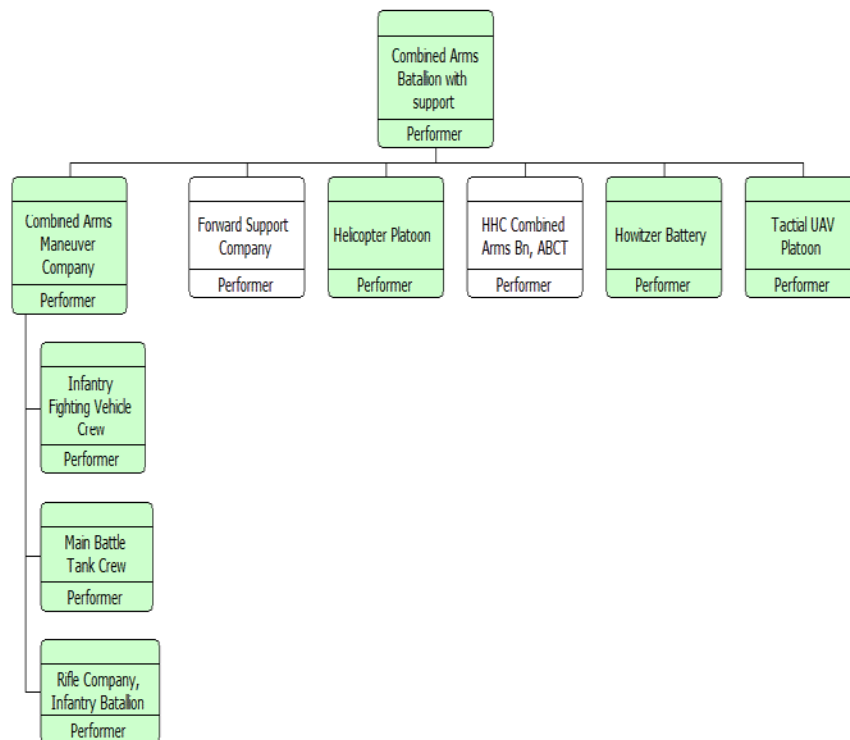 Combined Arms
Batallion with
support
Performer
Combined Arms
Maneuver
Company
Performer
Forward Support
Company
Performer
Helicopter Platoon
Performer
HHC Combined
Arms Bn, ABCT
Performer
Howitzer Battery
Performer
Tactial UAV
Platoon
Performer
Infantry
Fighting Vehicle
Crew
Performer
Main Battle
Tank Crew
Performer
Rifle Company,
Infantry Batallion
Performer